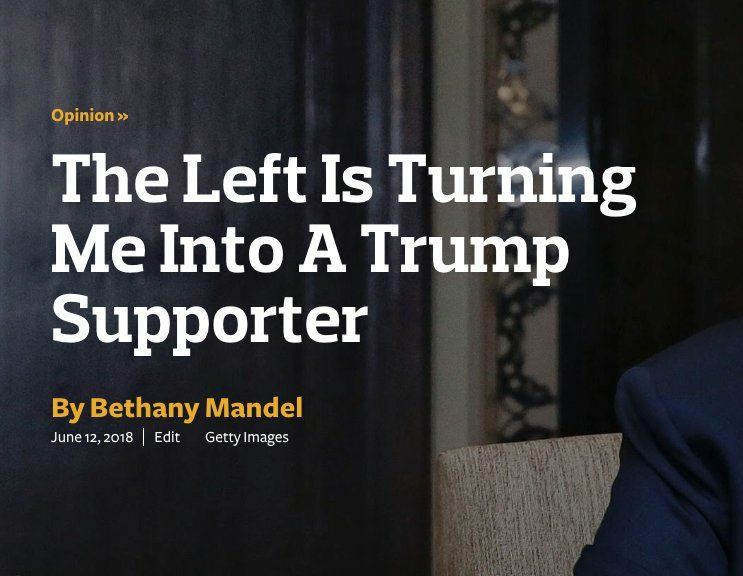 Opinion »
The Left Is Turning
Me Into A Trump
Supporter
By Bethany Mandel
June 12, 2018 | Edit Getty Images